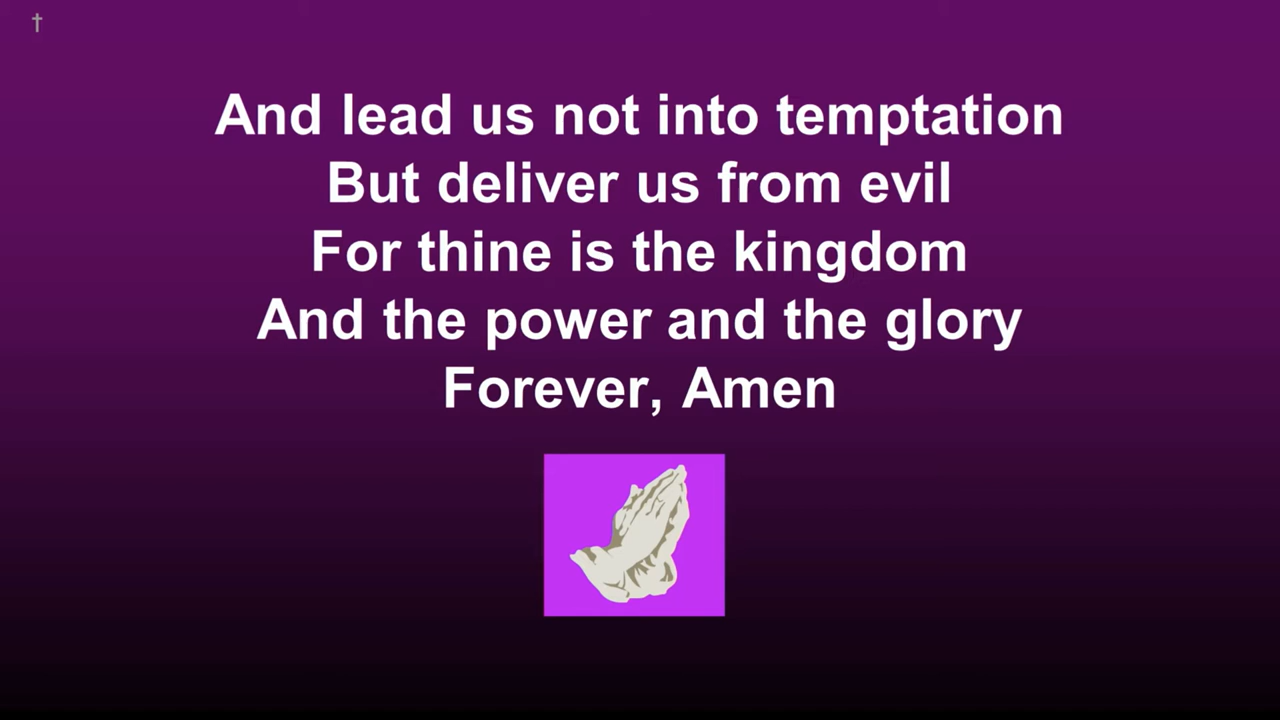 †
And lead us not into temptation
But deliver us from evil
For thine is the kingdom
And the power and the glory
Forever, Amen